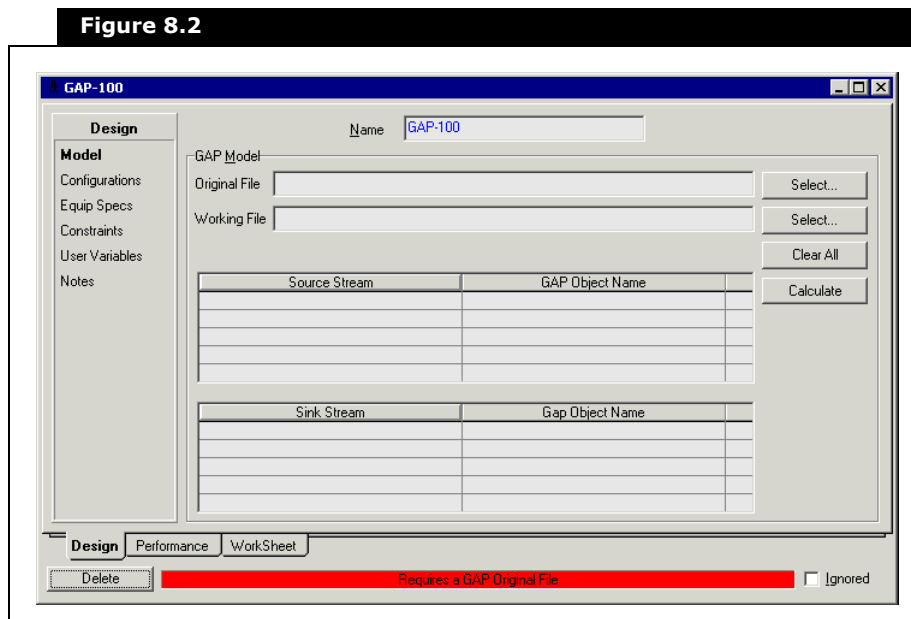 Figure 8.2
GAP-100
Design
Model
Configurations
Equip Specs
Constraints
User Variables
Notes
Name GAP-100
GAP Model
Original File
Select...
Working File
Select...
Clear All
Calculate
Source Stream GAP Object Name
Sink Stream Gap Object Name
Design Performance WorkSheet
Delete Requires a GAP Original File Ignored